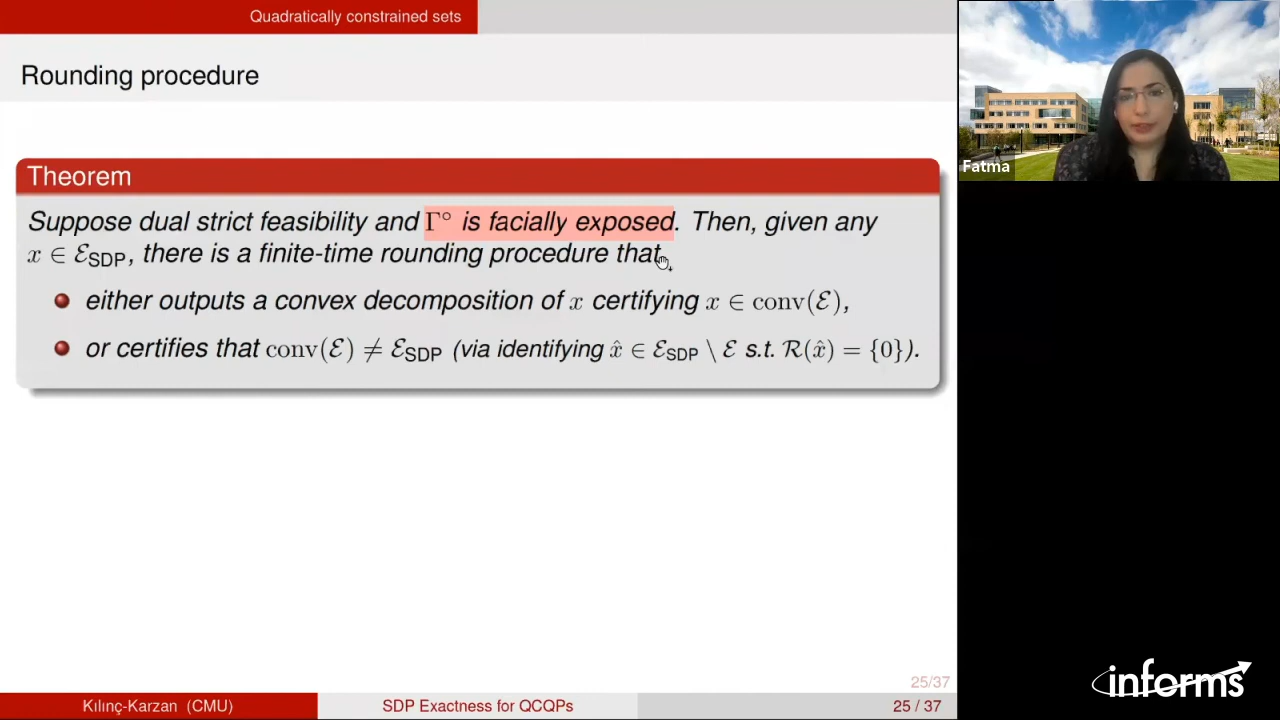 Quadratically constrained sets
Rounding procedure
Theorem
Suppose dual strict feasibility and Γ° is facially exposed. Then, given any
x ∈ ℰ_SDP, there is a finite-time rounding procedure that
either outputs a convex decomposition of x certifying x ∈ conv(ℰ),
or certifies that conv(ℰ) ≠ ℰ_SDP (via identifying x̂ ∈ ℰ_SDP \ ℰ s.t. ℛ(x̂) = {0}).
25/37
Kılınç-Karzan (CMU)
SDP Exactness for QCQPs
25 / 37
Fatma
informs